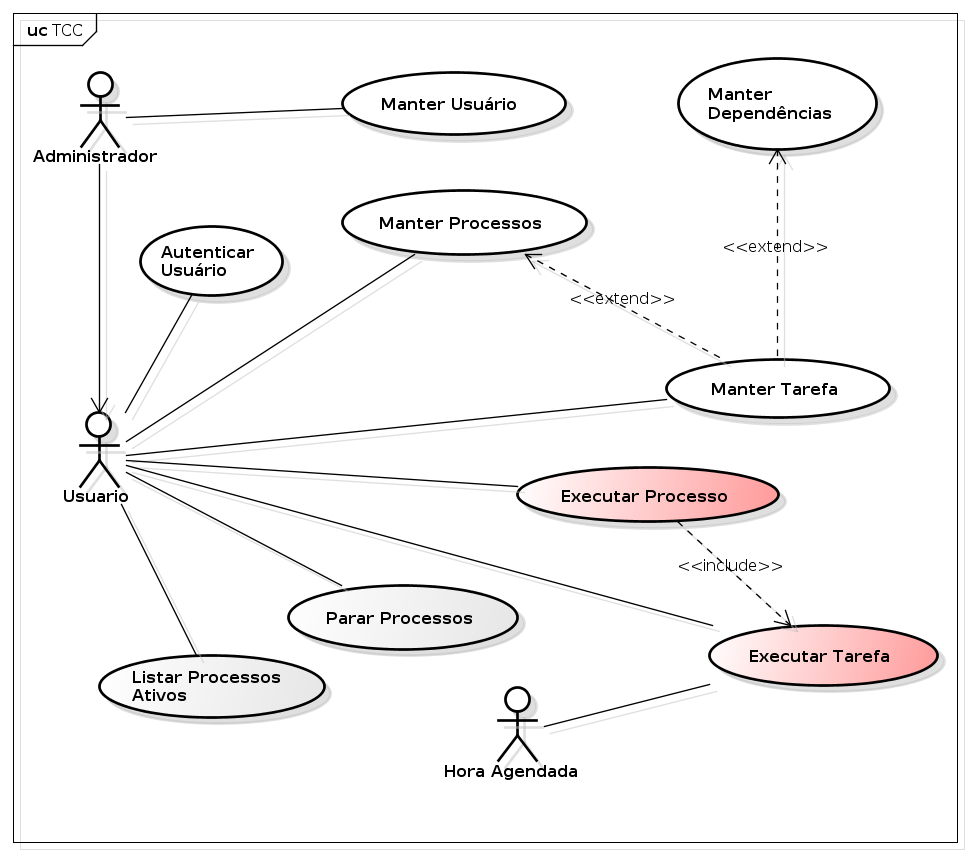 uc TCC
Manter Usuário
Manter
Dependências
Administrador
Manter Processos
Autenticar
Usuário
<<extend>>
<<extend>>
Manter Tarefa
Usuario
Executar Processo
<<include>>
Parar Processos
Executar Tarefa
Listar Processos
Ativos
Hora Agendada